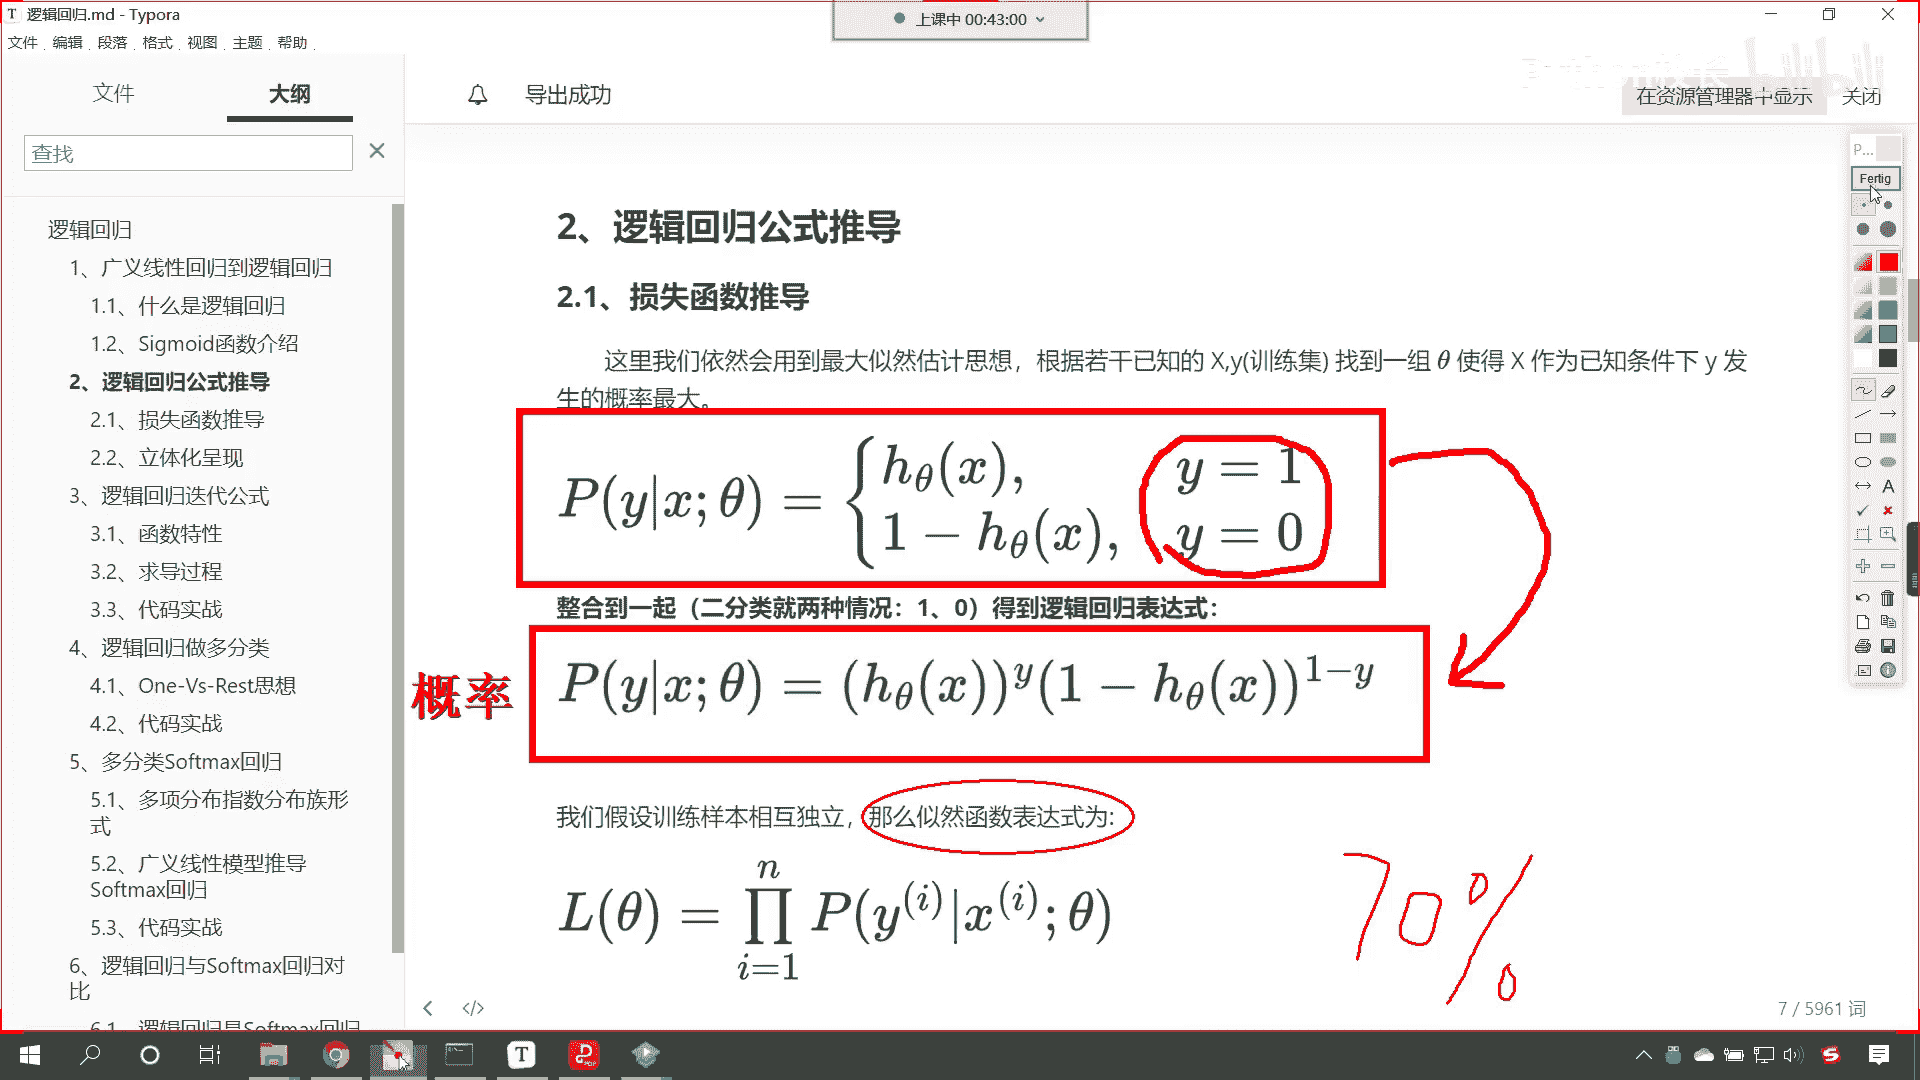 逻辑回归.md - Typora
上课中 00:43:00
文件 编辑 段落 格式 视图 主题 帮助
文件 大纲
导出成功
在资源管理器中显示 关闭
查找
P...
Fertig
逻辑回归
1、广义线性回归到逻辑回归
1.1、什么是逻辑回归
1.2、Sigmoid函数介绍
2、逻辑回归公式推导
2.1、损失函数推导
2.2、立体化呈现
3、逻辑回归迭代公式
3.1、函数特性
3.2、求导过程
3.3、代码实战
4、逻辑回归做多分类
4.1、One-Vs-Rest思想
4.2、代码实战
5、多分类Softmax回归
5.1、多项分布指数分布族形
式
5.2、广义线性模型推导
Softmax回归
5.3、代码实战
6、逻辑回归与Softmax回归对
比
6.1、逻辑回归是Softmax回归
2、逻辑回归公式推导
2.1、损失函数推导
这里我们依然会用到最大似然估计思想，根据若干已知的 X,y(训练集) 找到一组 θ 使得 X 作为已知条件下 y 发
生的概率最大。
P(y|x; θ) = { h_θ(x), y = 1
1 − h_θ(x), y = 0
整合到一起（二分类就两种情况：1、0）得到逻辑回归表达式：
概率
P(y|x; θ) = (h_θ(x))^y(1 − h_θ(x))^{1−y}
我们假设训练样本相互独立，那么似然函数表达式为:
L(θ) = ∏_{i=1}^{n} P(y^{(i)}|x^{(i)}; θ)
70%
7 / 5961 词